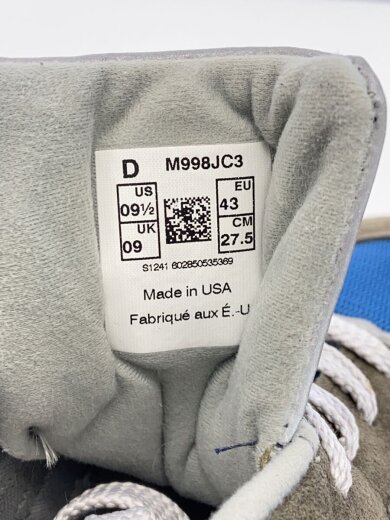 D M998JC3
US EU
09½ 43
UK CM
09 27.5
S1241 602850535369
Made in USA
Fabriqué aux É.-U